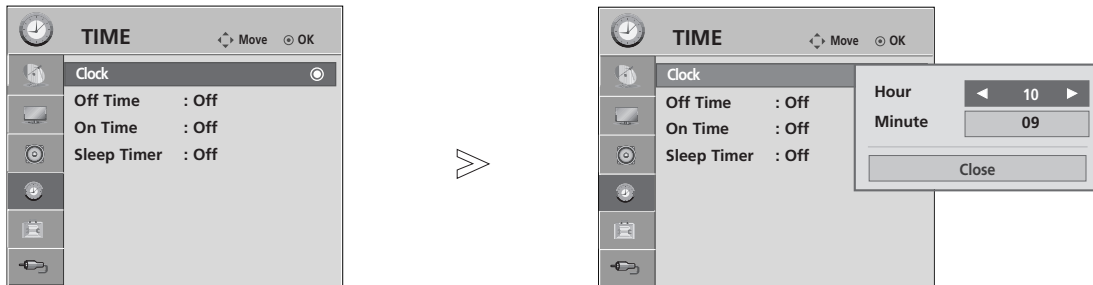 TIME
Move
OK
Clock
Off Time : Off
On Time : Off
Sleep Timer : Off
TIME
Move
OK
Clock
Off Time : Off
On Time : Off
Sleep Timer : Off
Hour ◄ 10 ►
Minute 09
Close